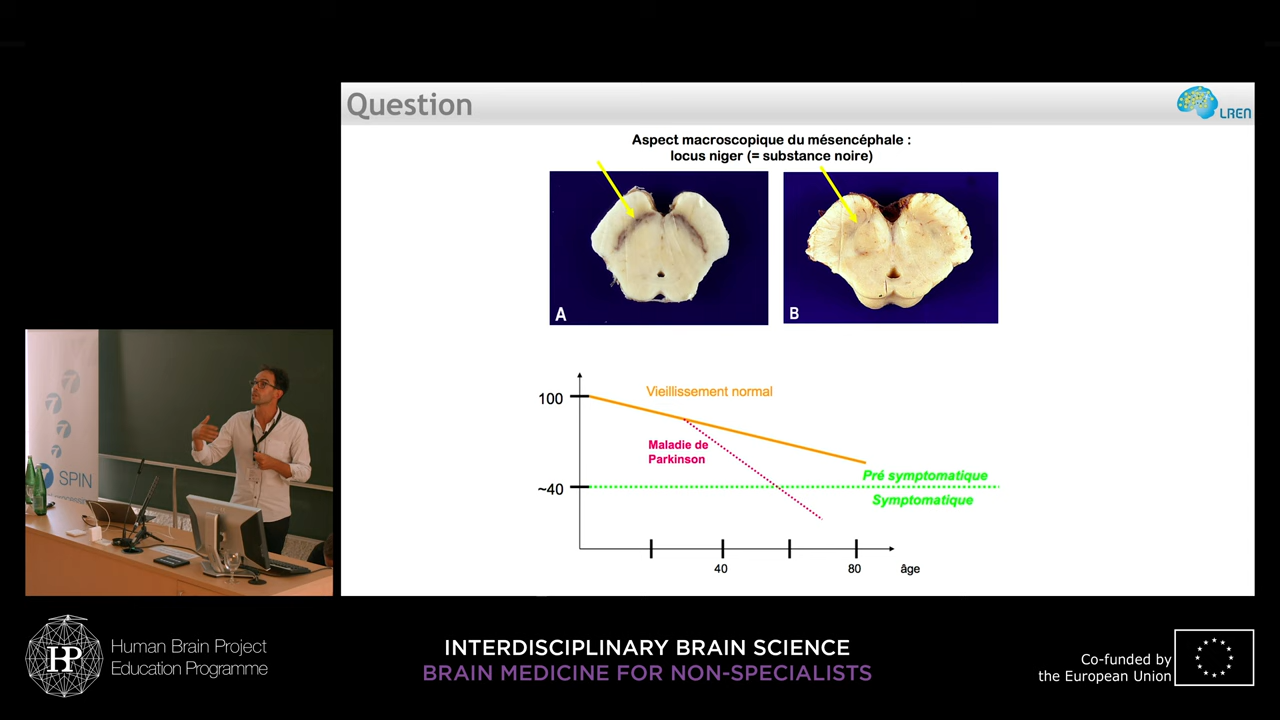 Question
LREN
Aspect macroscopique du mésencéphale :
locus niger (= substance noire)
A
B
100
Vieillissement normal
Maladie de
Parkinson
Pré symptomatique
~40
Symptomatique
40
80
âge
SPIN
HBP
Human Brain Project
Education Programme
INTERDISCIPLINARY BRAIN SCIENCE
BRAIN MEDICINE FOR NON-SPECIALISTS
Co-funded by
the European Union